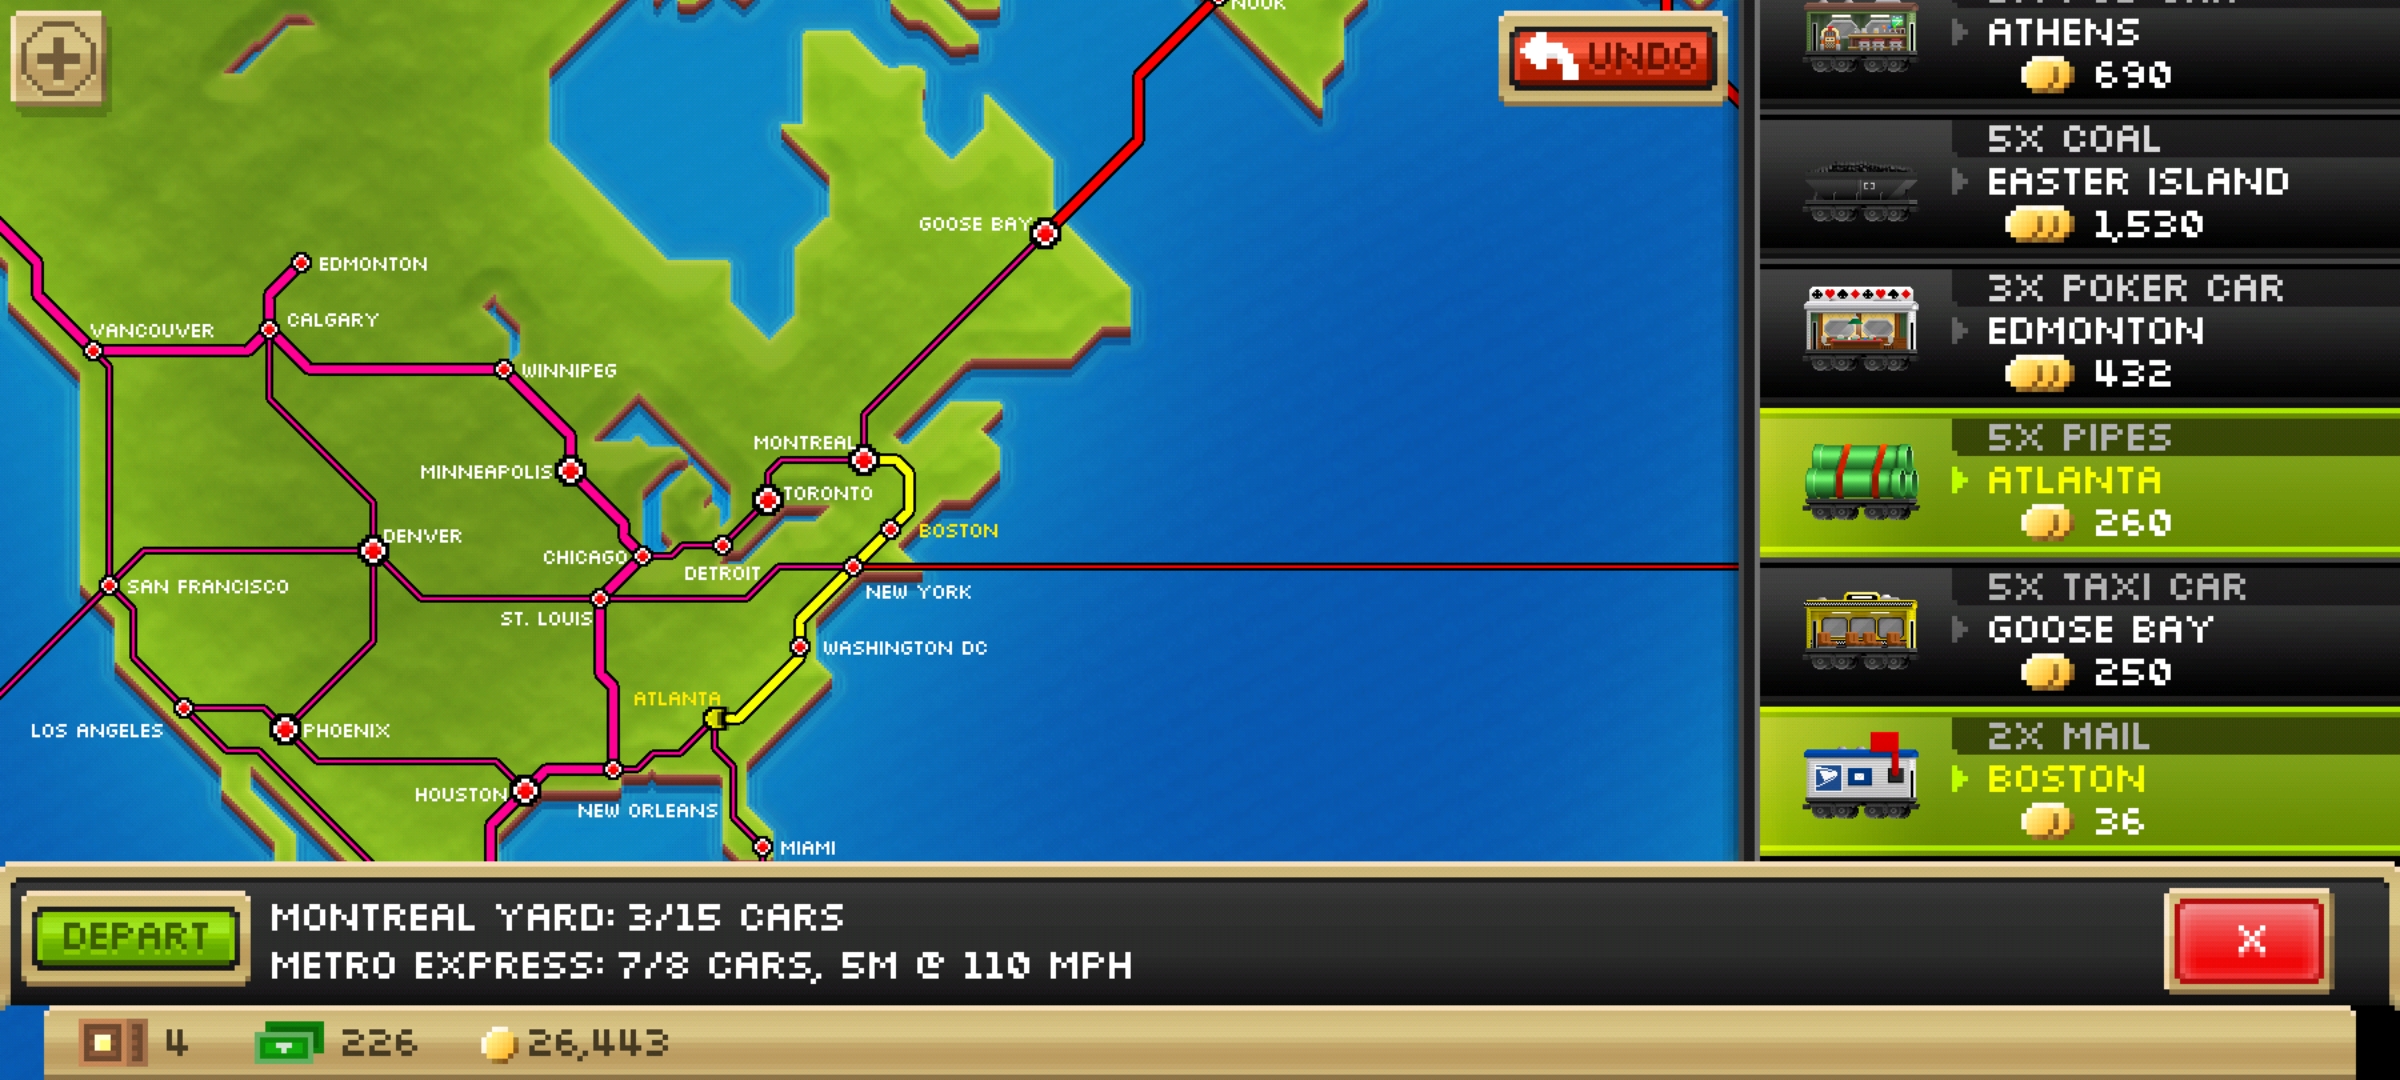 NUUK
UNDO
GOOSE BAY
EDMONTON
CALGARY
VANCOUVER
WINNIPEG
MINNEAPOLIS
MONTREAL
TORONTO
BOSTON
DENVER
CHICAGO
DETROIT
NEW YORK
SAN FRANCISCO
ST. LOUIS
WASHINGTON DC
ATLANTA
LOS ANGELES
PHOENIX
HOUSTON
NEW ORLEANS
MIAMI
ATHENS
690
5X COAL
EASTER ISLAND
1,530
3X POKER CAR
EDMONTON
432
5X PIPES
ATLANTA
260
5X TAXI CAR
GOOSE BAY
250
2X MAIL
BOSTON
36
DEPART
MONTREAL YARD: 3/15 CARS
METRO EXPRESS: 7/8 CARS, 5M @ 110 MPH
X
4
226
26,443